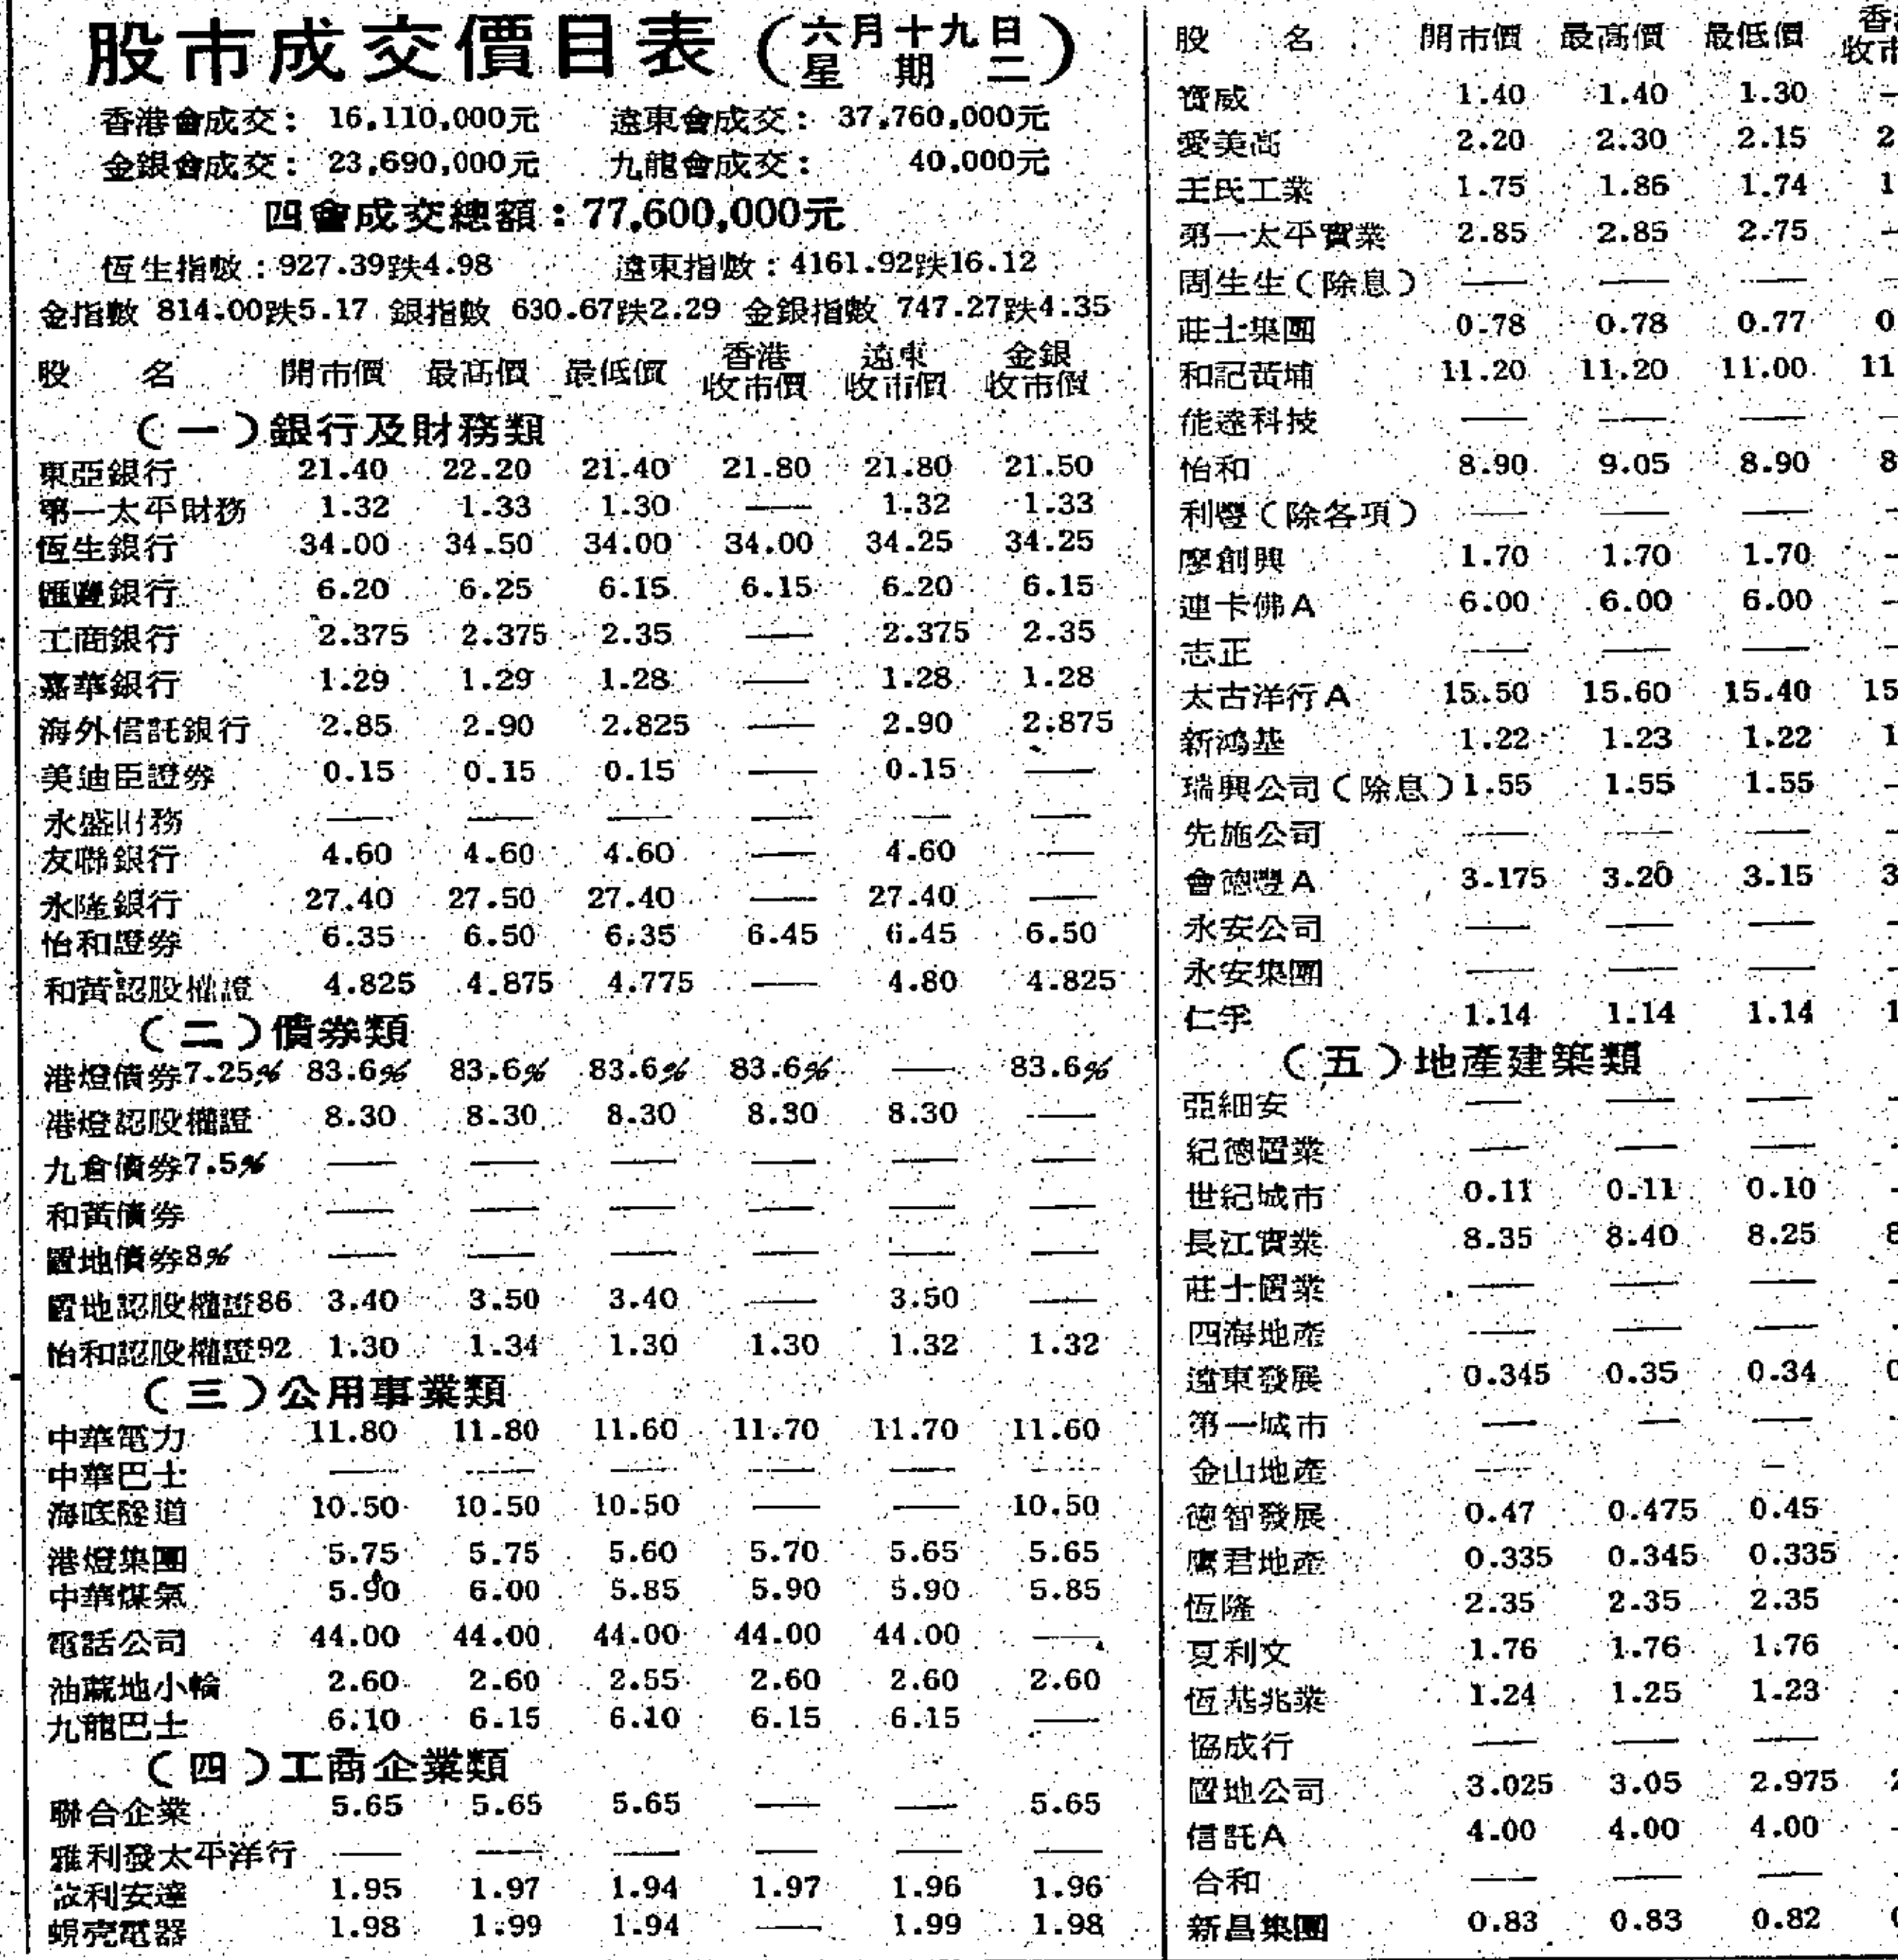 股市成交價目表（六月十九日 星期二）
香港會成交：16,110,000元 遠東會成交：37,760,000元
金銀會成交：23,690,000元 九龍會成交：40,000元
四會成交總額：77,600,000元
恆生指數：927.39跌4.98 遠東指數：4161.92跌16.12
金指數 814.00跌5.17 銀指數 630.67跌2.29 金銀指數 747.27跌4.35
股名 開市價 最高價 最低價 香港收市價 遠東收市價 金銀收市價
（一）銀行及財務類
東亞銀行 21.40 22.20 21.40 21.80 21.80 21.50
第一太平財務 1.32 1.33 1.30 — 1.32 1.33
恆生銀行 34.00 34.50 34.00 34.00 34.25 34.25
匯豐銀行 6.20 6.25 6.15 6.15 6.20 6.15
工商銀行 2.375 2.375 2.35 — 2.375 2.35
嘉華銀行 1.29 1.29 1.28 — 1.28 1.28
海外信託銀行 2.85 2.90 2.825 — 2.90 2.875
美迪臣證券 0.15 0.15 0.15 — 0.15 —
永盛財務 — — — — — —
友聯銀行 4.60 4.60 4.60 — 4.60 —
永隆銀行 27.40 27.50 27.40 — 27.40 —
怡和證券 6.35 6.50 6.35 6.45 6.45 6.50
和黃認股權證 4.825 4.875 4.775 — 4.80 4.825
（二）債券類
港燈債券7.25% 83.6% 83.6% 83.6% 83.6% — 83.6%
港燈認股權證 8.30 8.30 8.30 8.30 8.30 —
九倉債券7.5% — — — — — —
和黃債券 — — — — — —
置地債券8% — — — — — —
置地認股權證86 3.40 3.50 3.40 — 3.50 —
怡和認股權證92 1.30 1.34 1.30 1.30 1.32 1.32
（三）公用事業類
中華電力 11.80 11.80 11.60 11.70 11.70 11.60
中華巴士 — — — — — —
海底隧道 10.50 10.50 10.50 — — 10.50
港燈集團 5.75 5.75 5.60 5.70 5.65 5.65
中華煤氣 5.90 6.00 5.85 5.90 5.90 5.85
電話公司 44.00 44.00 44.00 44.00 44.00 —
油蔴地小輪 2.60 2.60 2.55 2.60 2.60 2.60
九龍巴士 6.10 6.15 6.10 6.15 6.15 —
（四）工商企業類
聯合企業 5.65 5.65 5.65 — — 5.65
雅利發太平洋行 — — — — — —
利安達 1.95 1.97 1.94 1.97 1.96 1.96
蜆壳電器 1.98 1.99 1.94 — 1.99 1.98
股名 開市價 最高價 最低價 香 收市
寶威 1.40 1.40 1.30 —
愛美高 2.20 2.30 2.15 2
王氏工業 1.75 1.86 1.74 1
第一太平實業 2.85 2.85 2.75 —
周生生（除息） — — — —
莊士集團 0.78 0.78 0.77 0
和記黃埔 11.20 11.20 11.00 11
能達科技 — — — —
怡和 8.90 9.05 8.90 8
利豐（除各項） — — — —
廖創興 1.70 1.70 1.70 —
連卡佛A 6.00 6.00 6.00 —
志正 — — — —
太古洋行A 15.50 15.60 15.40 15
新鴻基 1.22 1.23 1.22 1
瑞興公司（除息） 1.55 1.55 1.55 —
先施公司 — — — —
會德豐A 3.175 3.20 3.15 3
永安公司 — — — —
永安集團 — — — —
仁孚 1.14 1.14 1.14 1
（五）地產建築類
亞細安 — — — —
紀德置業 — — — —
世紀城市 0.11 0.11 0.10 —
長江實業 8.35 8.40 8.25 8
莊士置業 — — — —
四海地產 — — — —
遠東發展 0.345 0.35 0.34 0
第一城市 — — —
金山地產 — —
德智發展 0.47 0.475 0.45
鷹君地產 0.335 0.345 0.335 —
恆隆 2.35 2.35 2.35 —
夏利文 1.76 1.76 1.76 —
恆基兆業 1.24 1.25 1.23 —
協成行 — — — —
置地公司 3.025 3.05 2.975 2
信託A 4.00 4.00 4.00 —
合和 — — — —
新昌集團 0.83 0.83 0.82 0